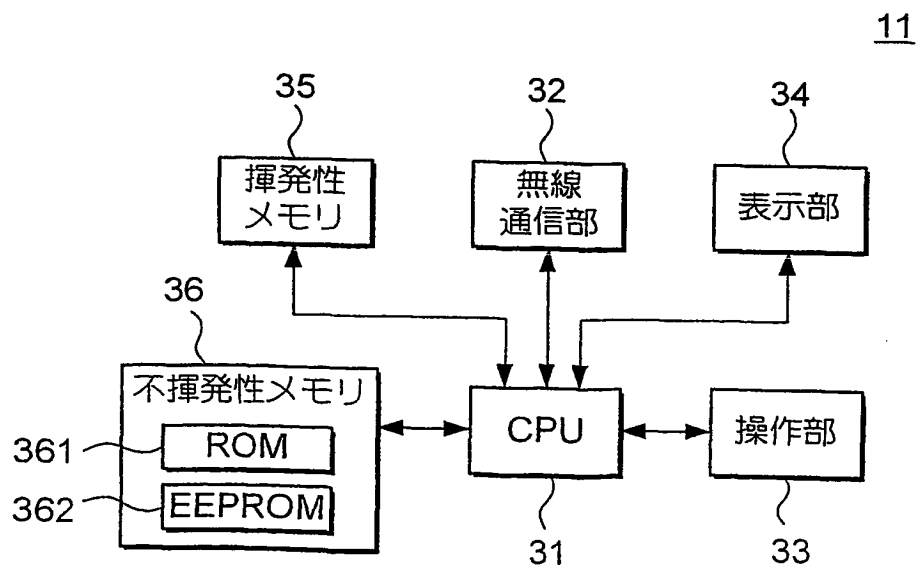 11
35
32
34
揮発性
メモリ
無線
通信部
表示部
36
不揮発性メモリ
361
ROM
362
EEPROM
CPU
操作部
31
33